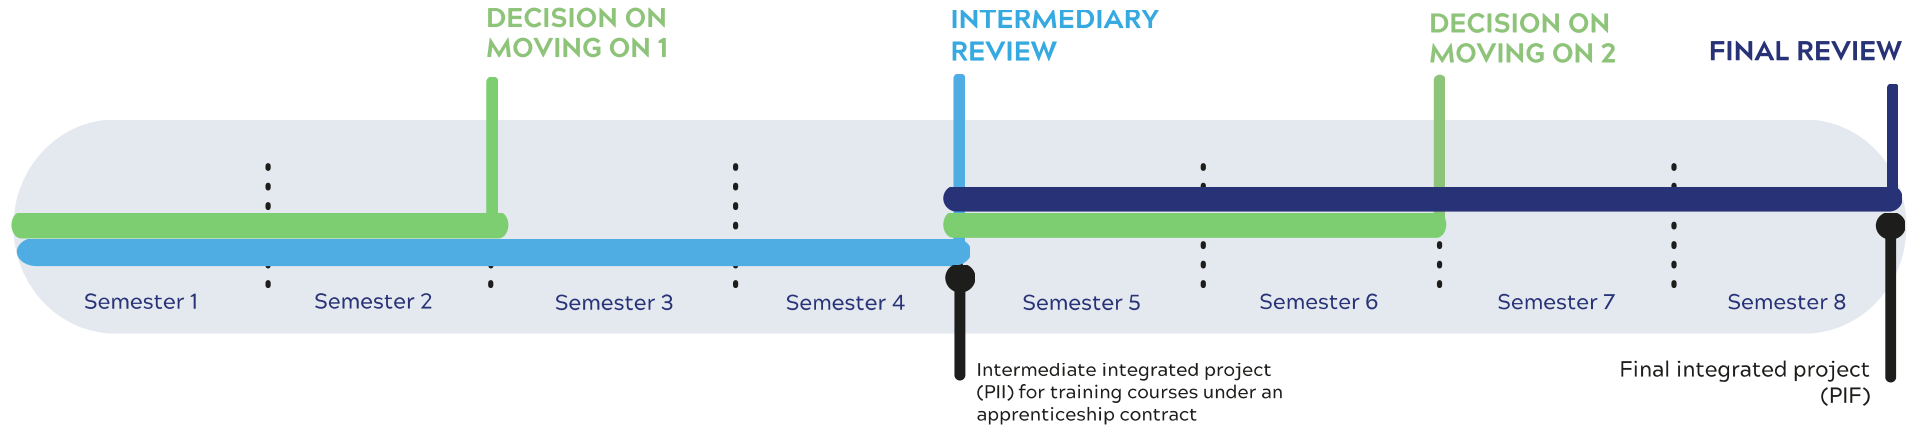 DECISION ON
MOVING ON 1
INTERMEDIARY
REVIEW
DECISION ON
MOVING ON 2
FINAL REVIEW
Semester 1
Semester 2
Semester 3
Semester 4
Semester 5
Semester 6
Semester 7
Semester 8
Intermediate integrated project
(PII) for training courses under an
apprenticeship contract
Final integrated project
(PIF)